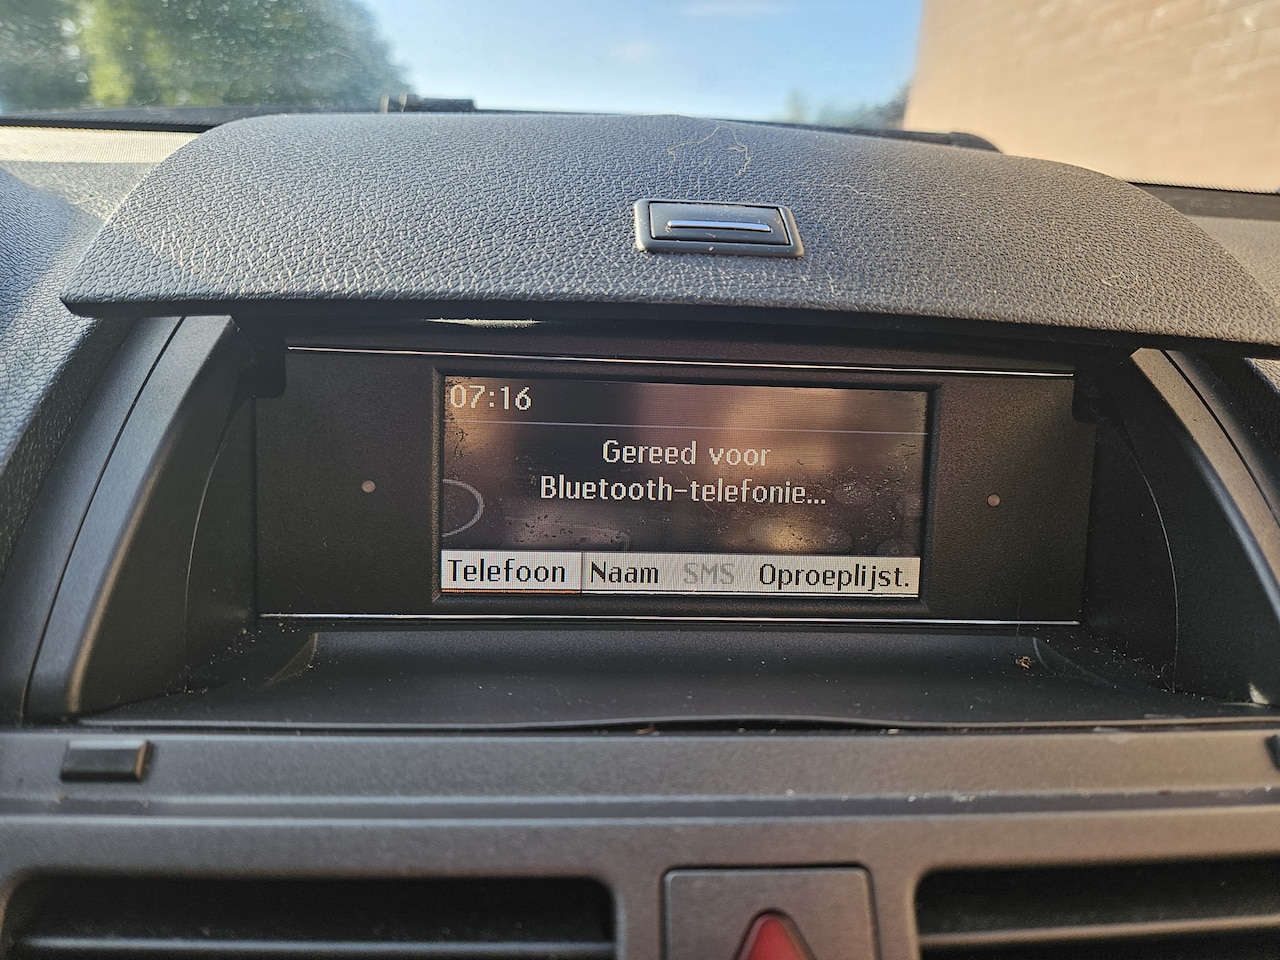 07:16
Gereed voor
Bluetooth-telefonie...
Telefoon Naam SMS Oproeplijst.